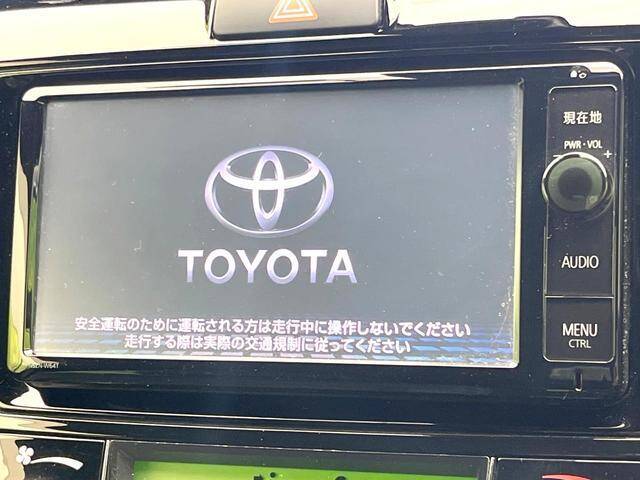 現在地
PWR・VOL
- +
TOYOTA
AUDIO
安全運転のために運転される方は走行中に操作しないでください
走行する際は実際の交通規制に従ってください
MENU
CTRL